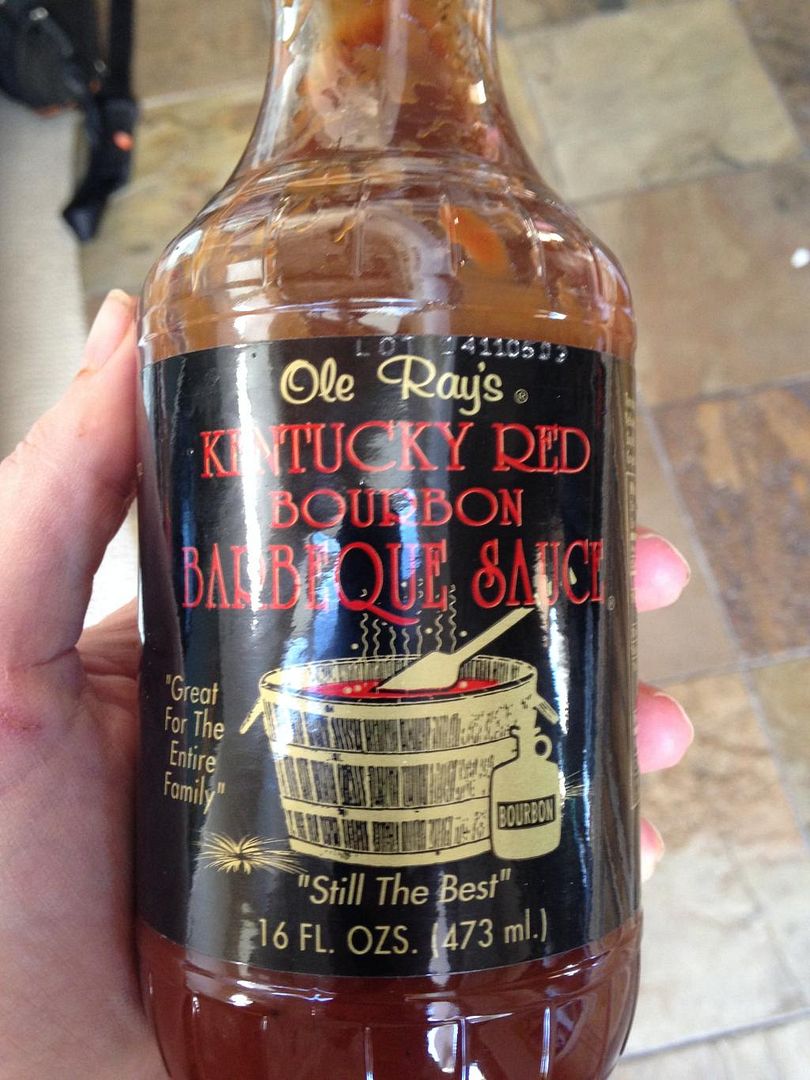 LOT
Ole Ray's ®
KENTUCKY RED
BOURBON
BARBEQUE SAUCE ®
"Great
For The
Entire
Family"
BOURBON
"Still The Best"
16 FL. OZS. (473 ml.)